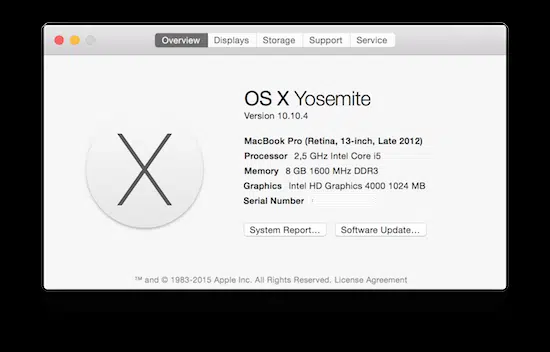 Overview Displays Storage Support Service
OS X Yosemite
Version 10.10.4
MacBook Pro (Retina, 13-inch, Late 2012)
Processor 2,5 GHz Intel Core i5
Memory 8 GB 1600 MHz DDR3
Graphics Intel HD Graphics 4000 1024 MB
Serial Number
System Report... Software Update...
™ and © 1983-2015 Apple Inc. All Rights Reserved. License Agreement